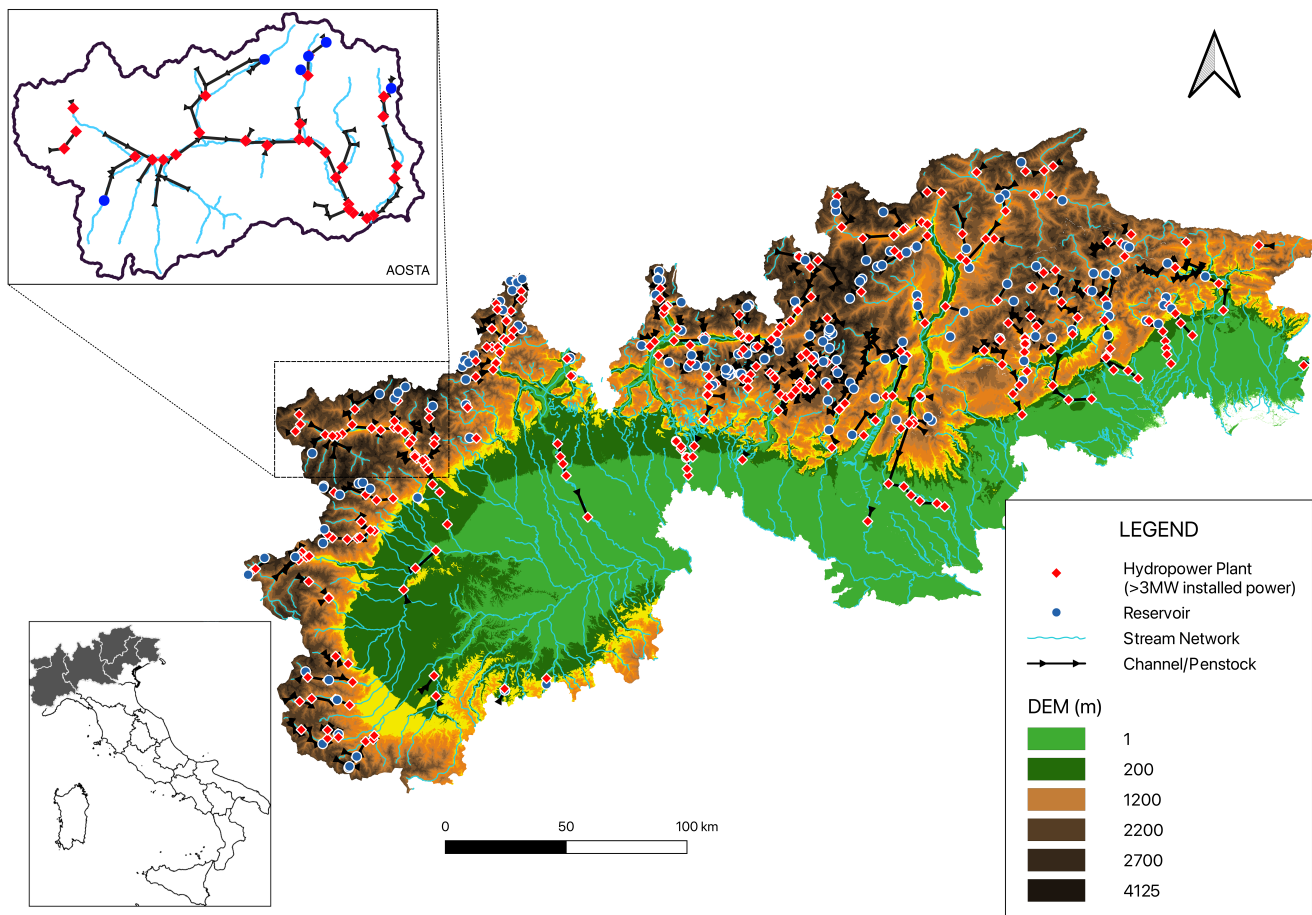 AOSTA
LEGEND
Hydropower Plant
(>3MW installed power)
Reservoir
Stream Network
Channel/Penstock
DEM (m)
1
200
1200
2200
2700
4125
0 50 100 km